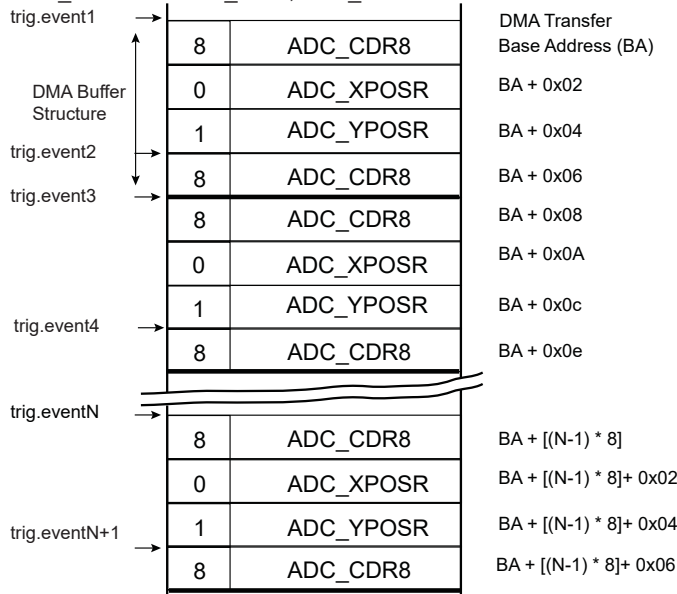 trig.event1
DMA Transfer
Base Address (BA)
8 ADC_CDR8
DMA Buffer
Structure
0 ADC_XPOSR BA + 0x02
1 ADC_YPOSR BA + 0x04
trig.event2
8 ADC_CDR8 BA + 0x06
trig.event3
8 ADC_CDR8 BA + 0x08
0 ADC_XPOSR BA + 0x0A
1 ADC_YPOSR BA + 0x0c
trig.event4
8 ADC_CDR8 BA + 0x0e
trig.eventN
8 ADC_CDR8 BA + [(N-1) * 8]
0 ADC_XPOSR BA + [(N-1) * 8]+ 0x02
1 ADC_YPOSR BA + [(N-1) * 8]+ 0x04
trig.eventN+1
8 ADC_CDR8 BA + [(N-1) * 8]+ 0x06